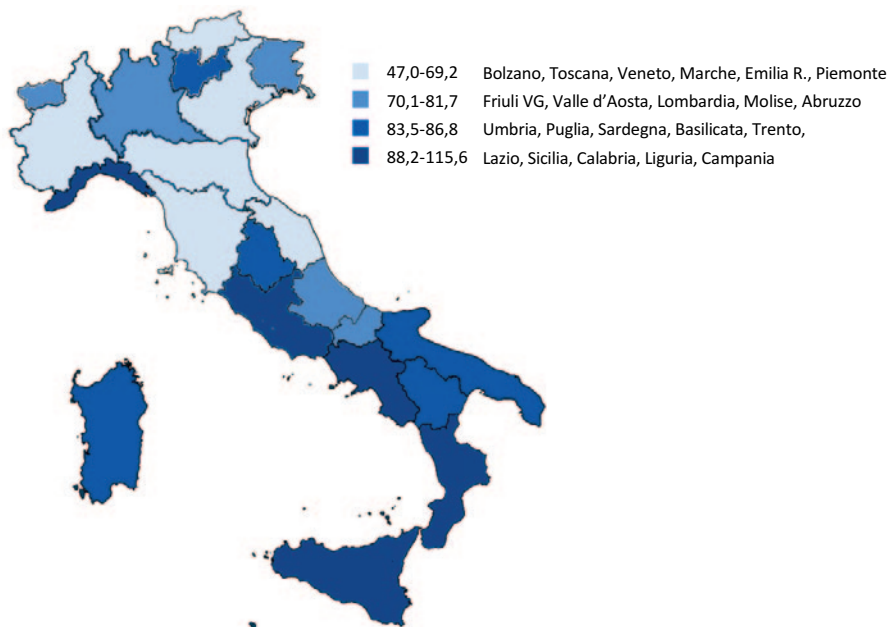 47,0-69,2 Bolzano, Toscana, Veneto, Marche, Emilia R., Piemonte
70,1-81,7 Friuli VG, Valle d'Aosta, Lombardia, Molise, Abruzzo
83,5-86,8 Umbria, Puglia, Sardegna, Basilicata, Trento,
88,2-115,6 Lazio, Sicilia, Calabria, Liguria, Campania